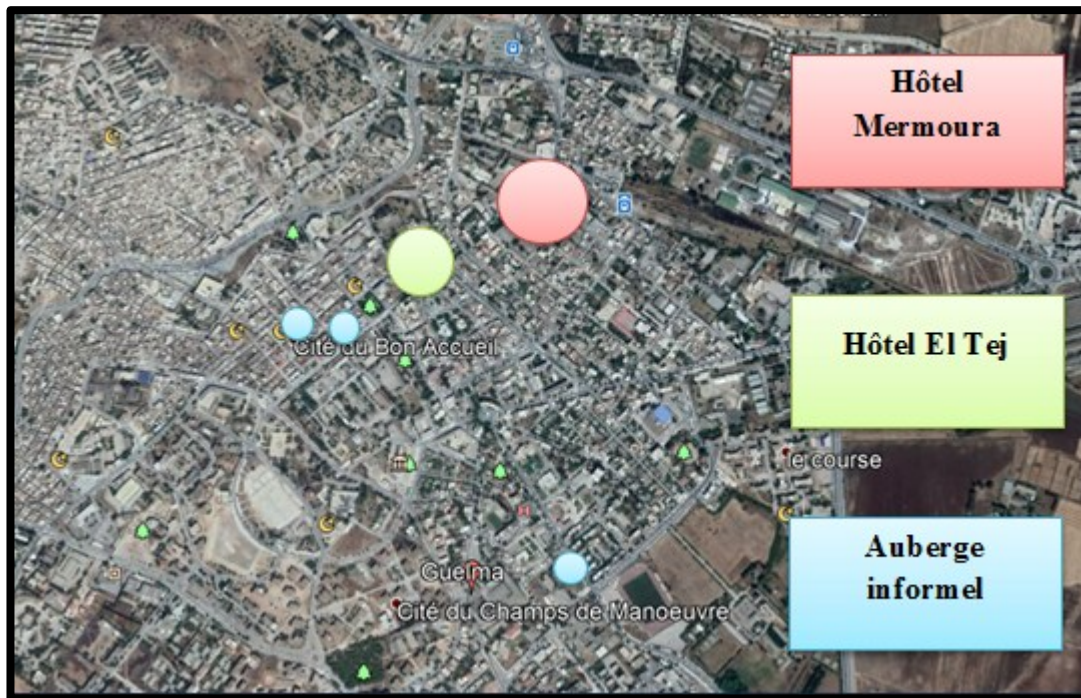 Hôtel
Mermoura
Hôtel El Tej
Cité du Bon Accueil
le course
Auberge
informel
Guelma
Cité du Champs de Manoeuvre